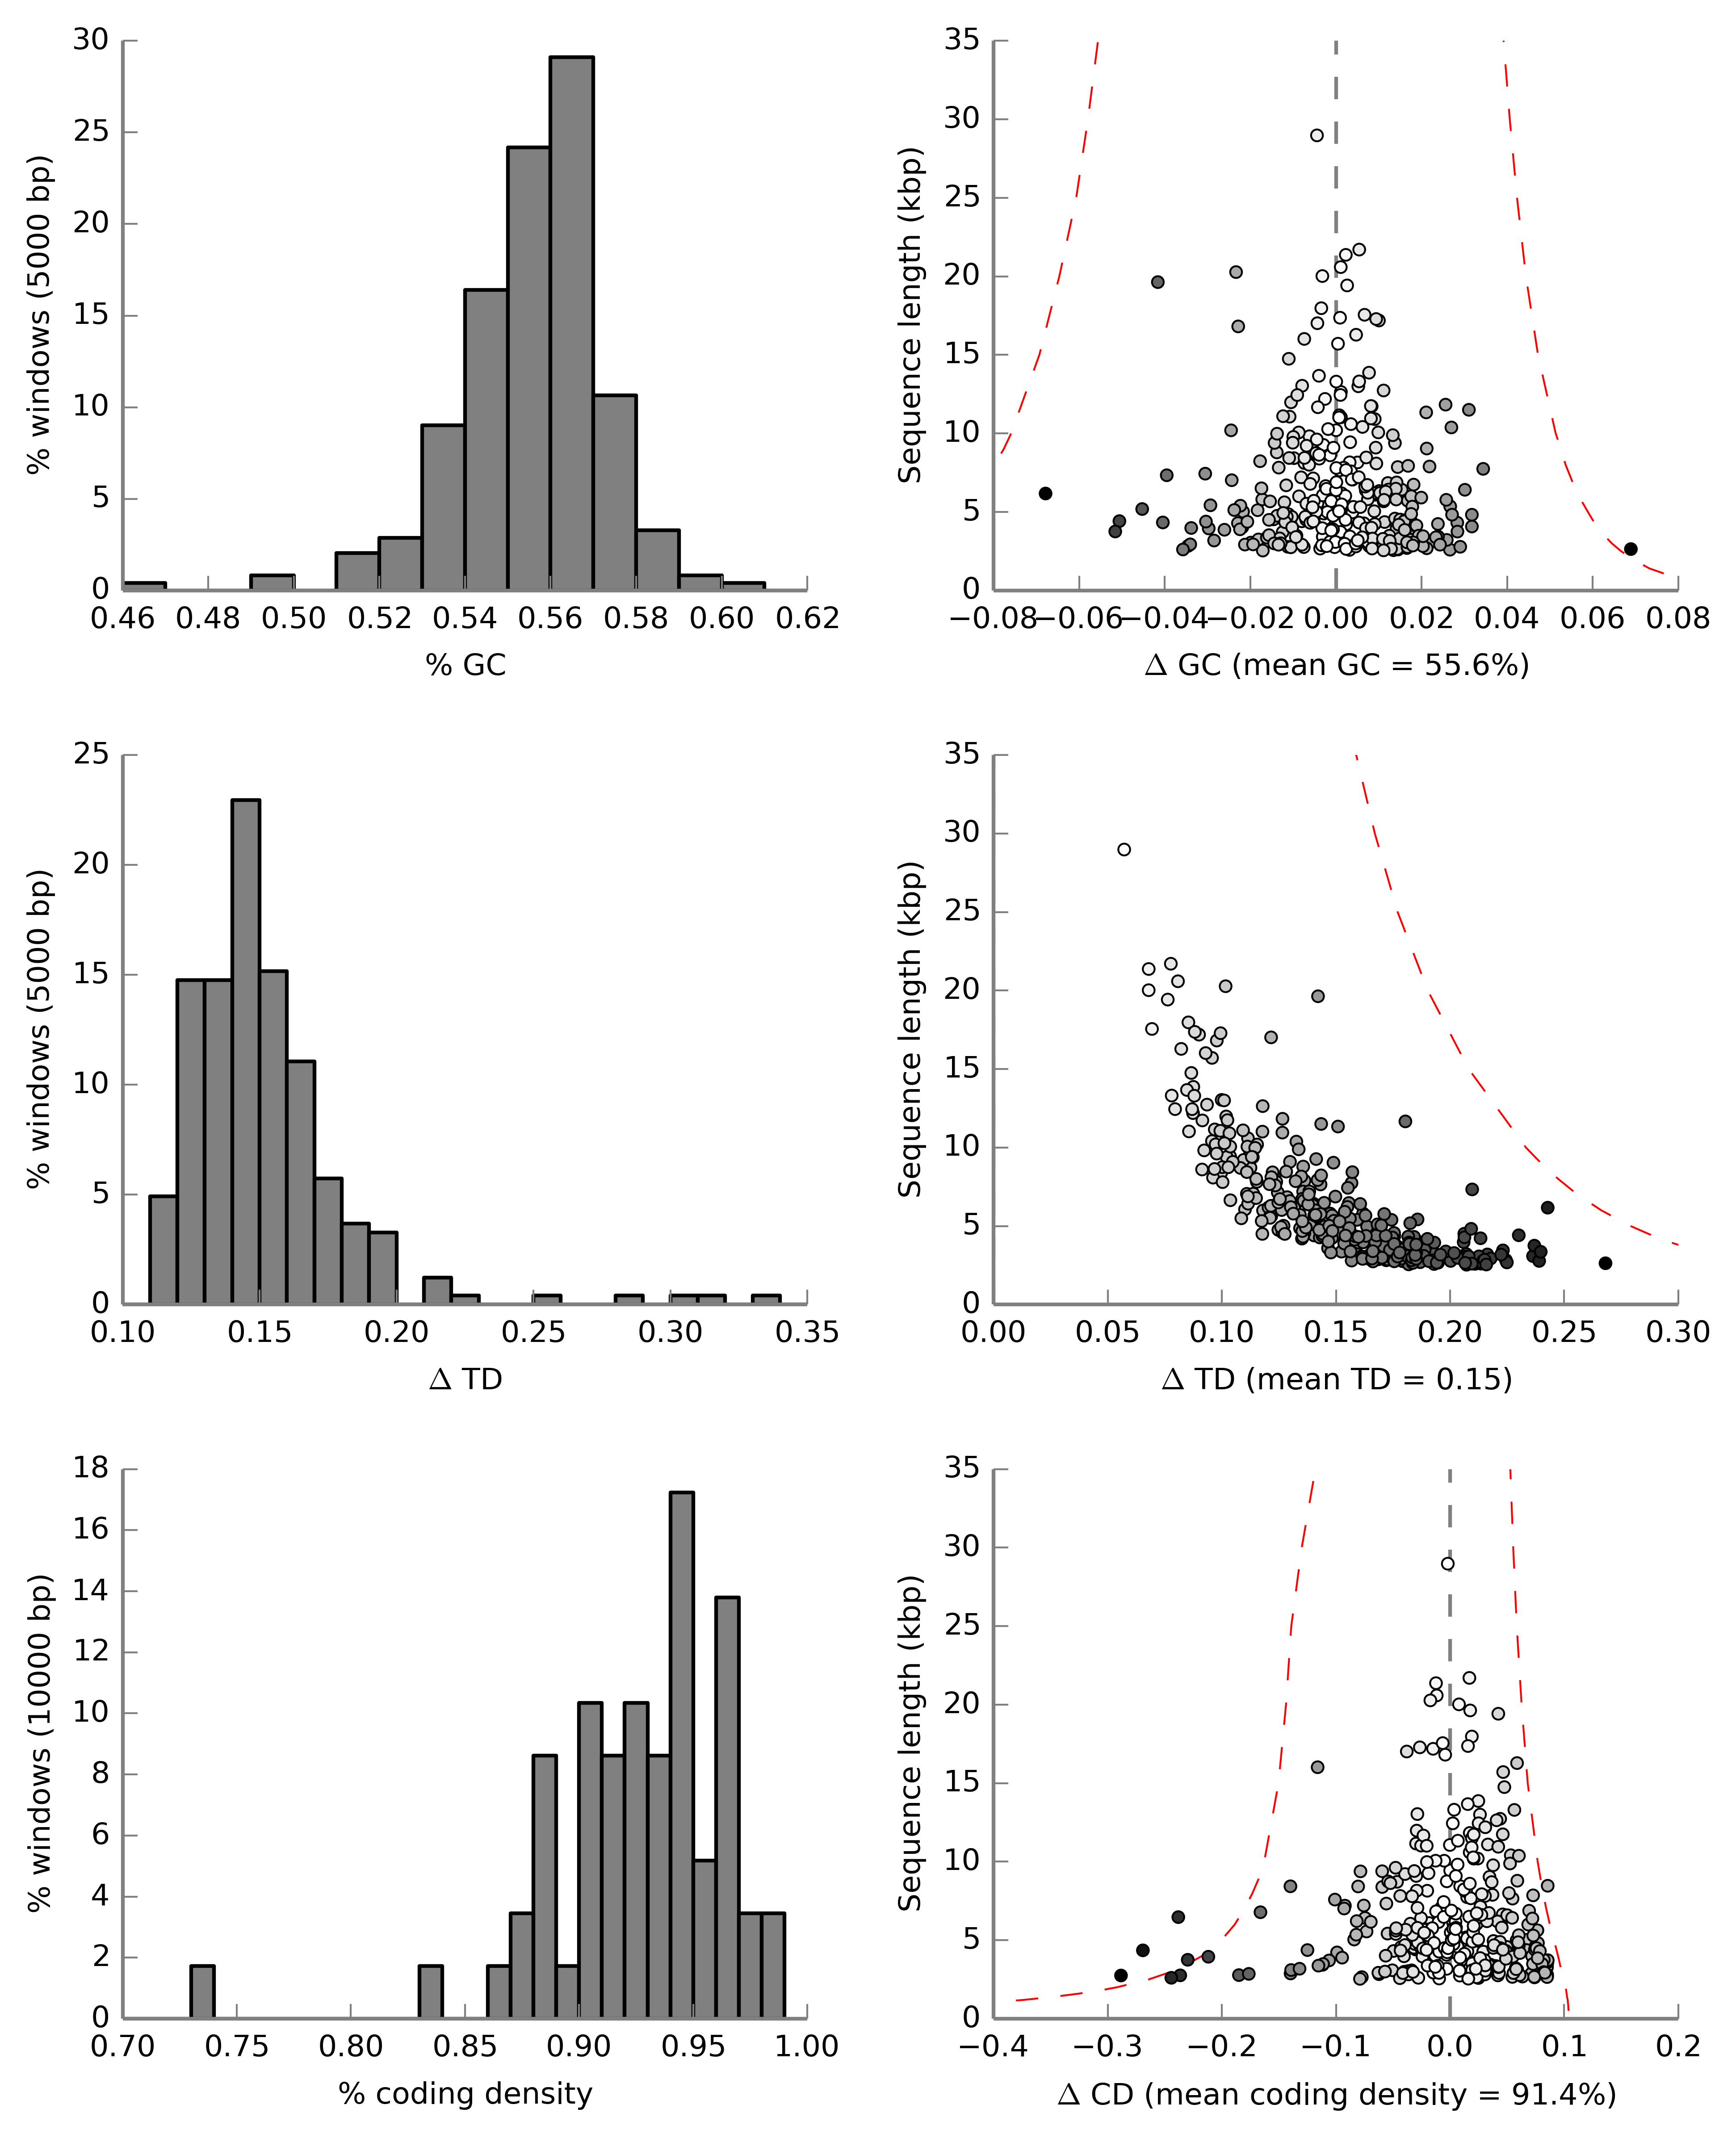 30
25
20
15
10
5
0
% windows (5000 bp)
0.46 0.48 0.50 0.52 0.54 0.56 0.58 0.60 0.62
% GC
35
30
25
20
15
10
5
0
Sequence length (kbp)
−0.08 −0.06 −0.04 −0.02 0.00 0.02 0.04 0.06 0.08
Δ GC (mean GC = 55.6%)
25
20
15
10
5
0
% windows (5000 bp)
0.10 0.15 0.20 0.25 0.30 0.35
Δ TD
35
30
25
20
15
10
5
0
Sequence length (kbp)
0.00 0.05 0.10 0.15 0.20 0.25 0.30
Δ TD (mean TD = 0.15)
18
16
14
12
10
8
6
4
2
0
% windows (10000 bp)
0.70 0.75 0.80 0.85 0.90 0.95 1.00
% coding density
35
30
25
20
15
10
5
0
Sequence length (kbp)
−0.4 −0.3 −0.2 −0.1 0.0 0.1 0.2
Δ CD (mean coding density = 91.4%)